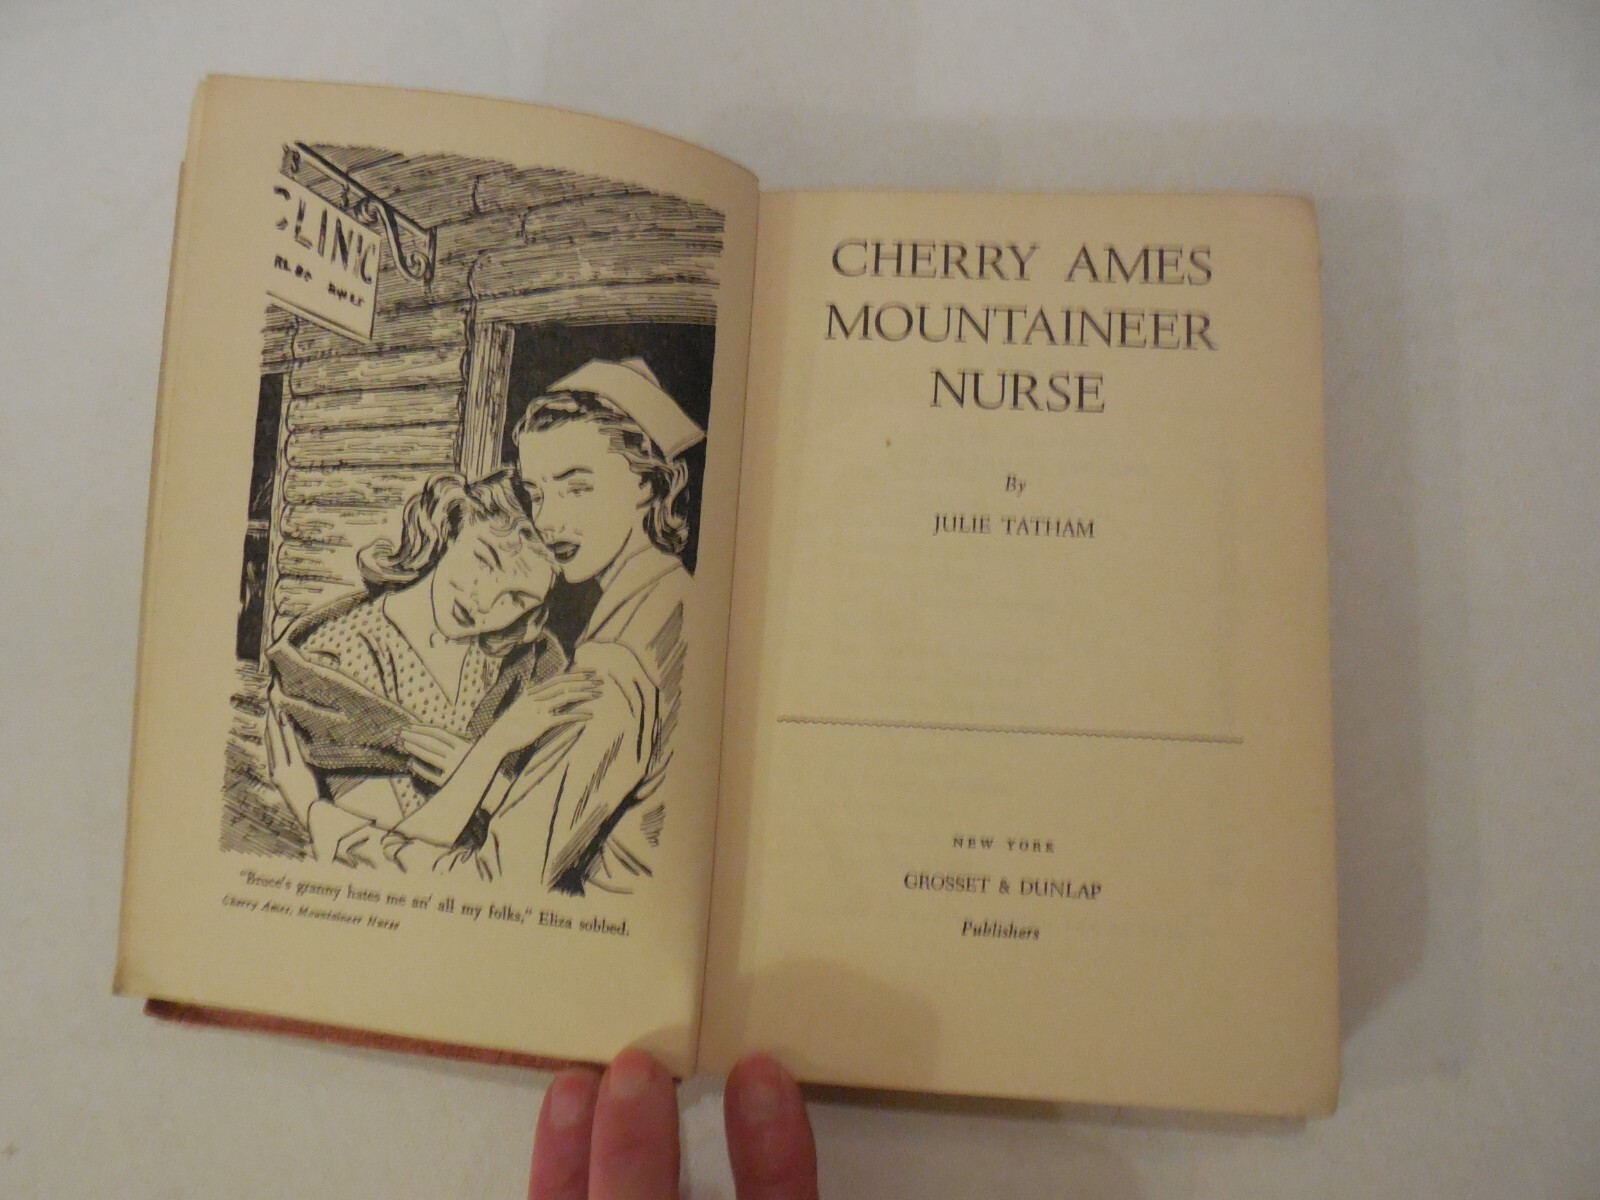 CLINIC
"Bruce's granny hates me an' all my folks," Eliza sobbed.
Cherry Ames, Mountaineer Nurse
CHERRY AMES
MOUNTAINEER
NURSE
By
JULIE TATHAM
NEW YORK
GROSSET & DUNLAP
Publishers